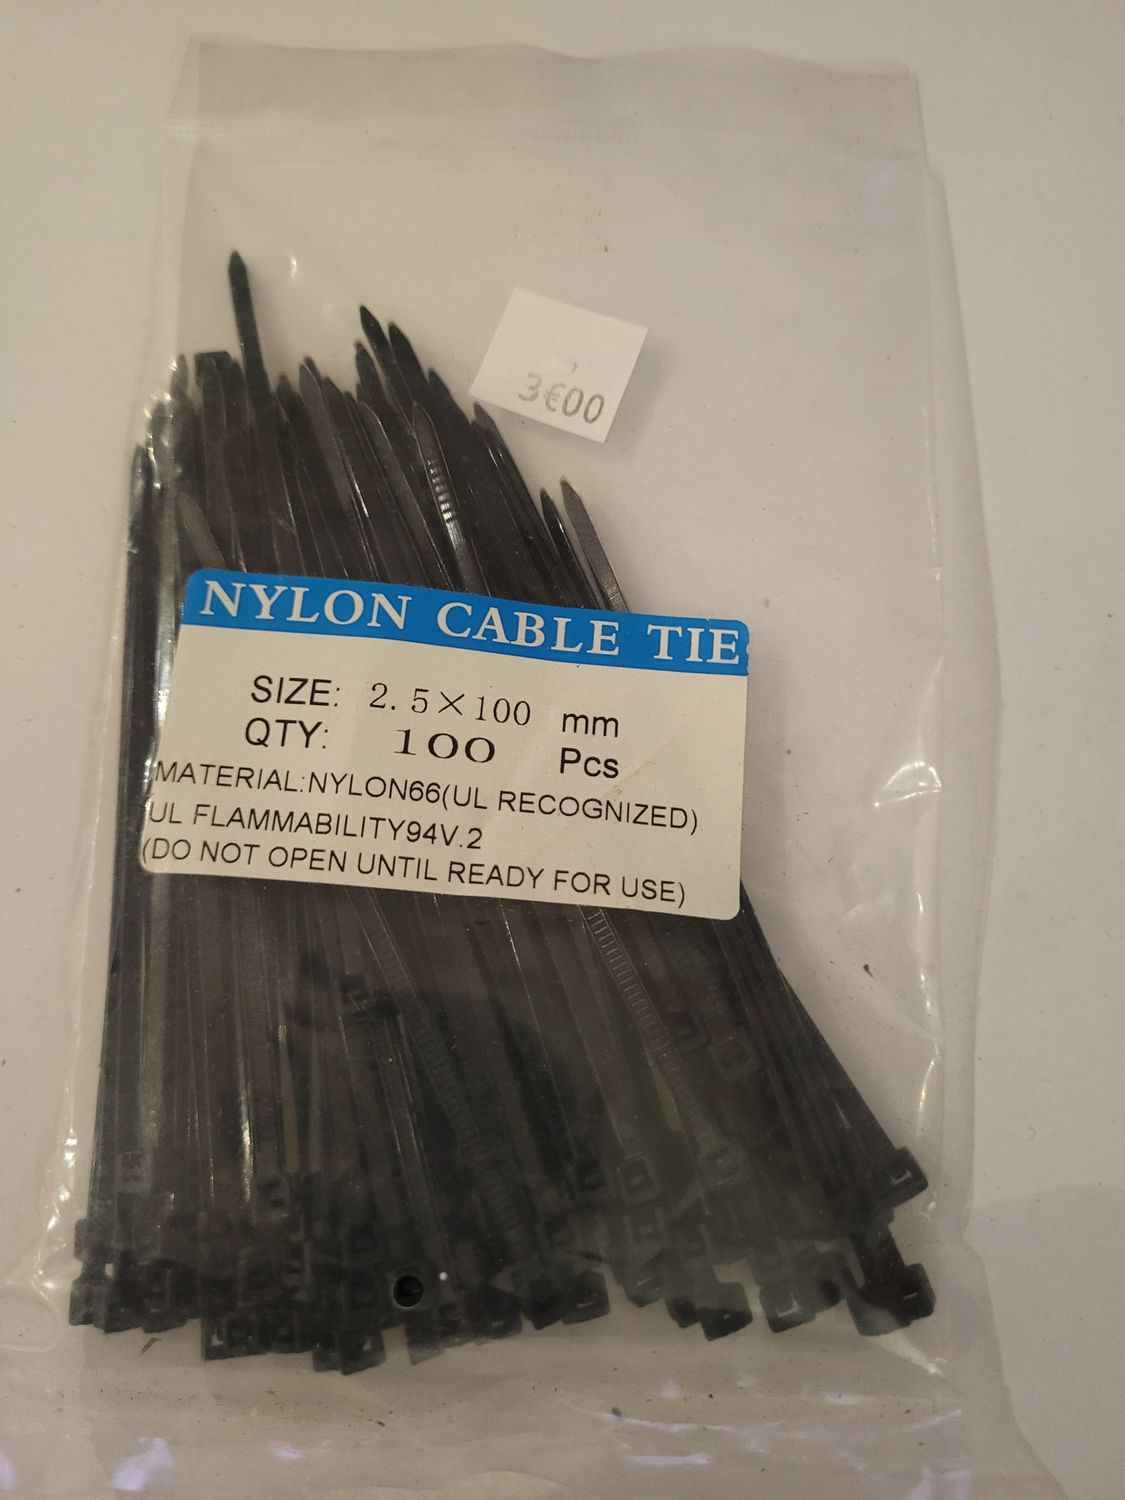 3€00
NYLON CABLE TIE
SIZE: 2.5×100 mm
QTY: 100 Pcs
MATERIAL:NYLON66(UL RECOGNIZED)
UL FLAMMABILITY94V.2
(DO NOT OPEN UNTIL READY FOR USE)